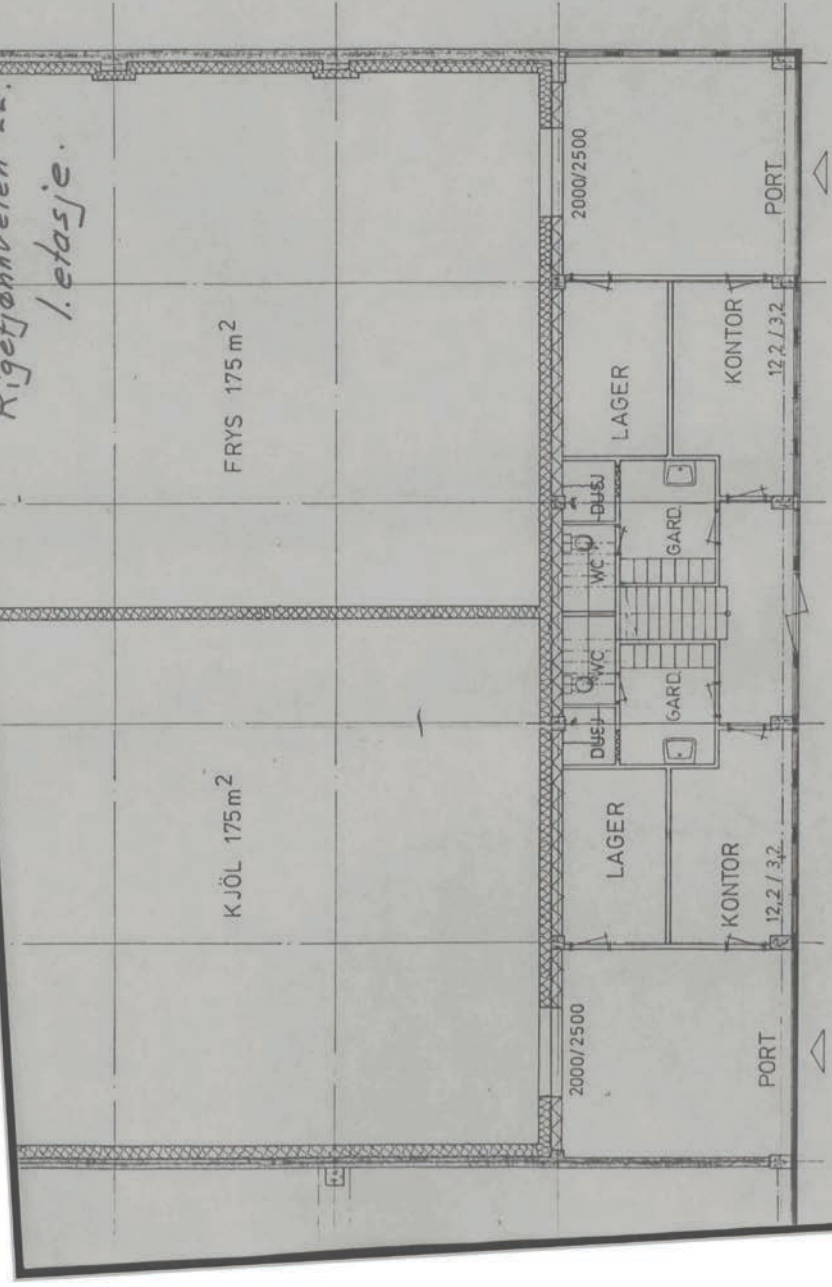 1. etasje.
KJÖL 175 m²
FRYS 175 m²
2000/2500
LAGER
DUSJ
WC
WC
DUSJ
LAGER
2000/2500
GARD.
GARD.
KONTOR
12,2 / 3,2
KONTOR
12,2 / 3,2
PORT
PORT